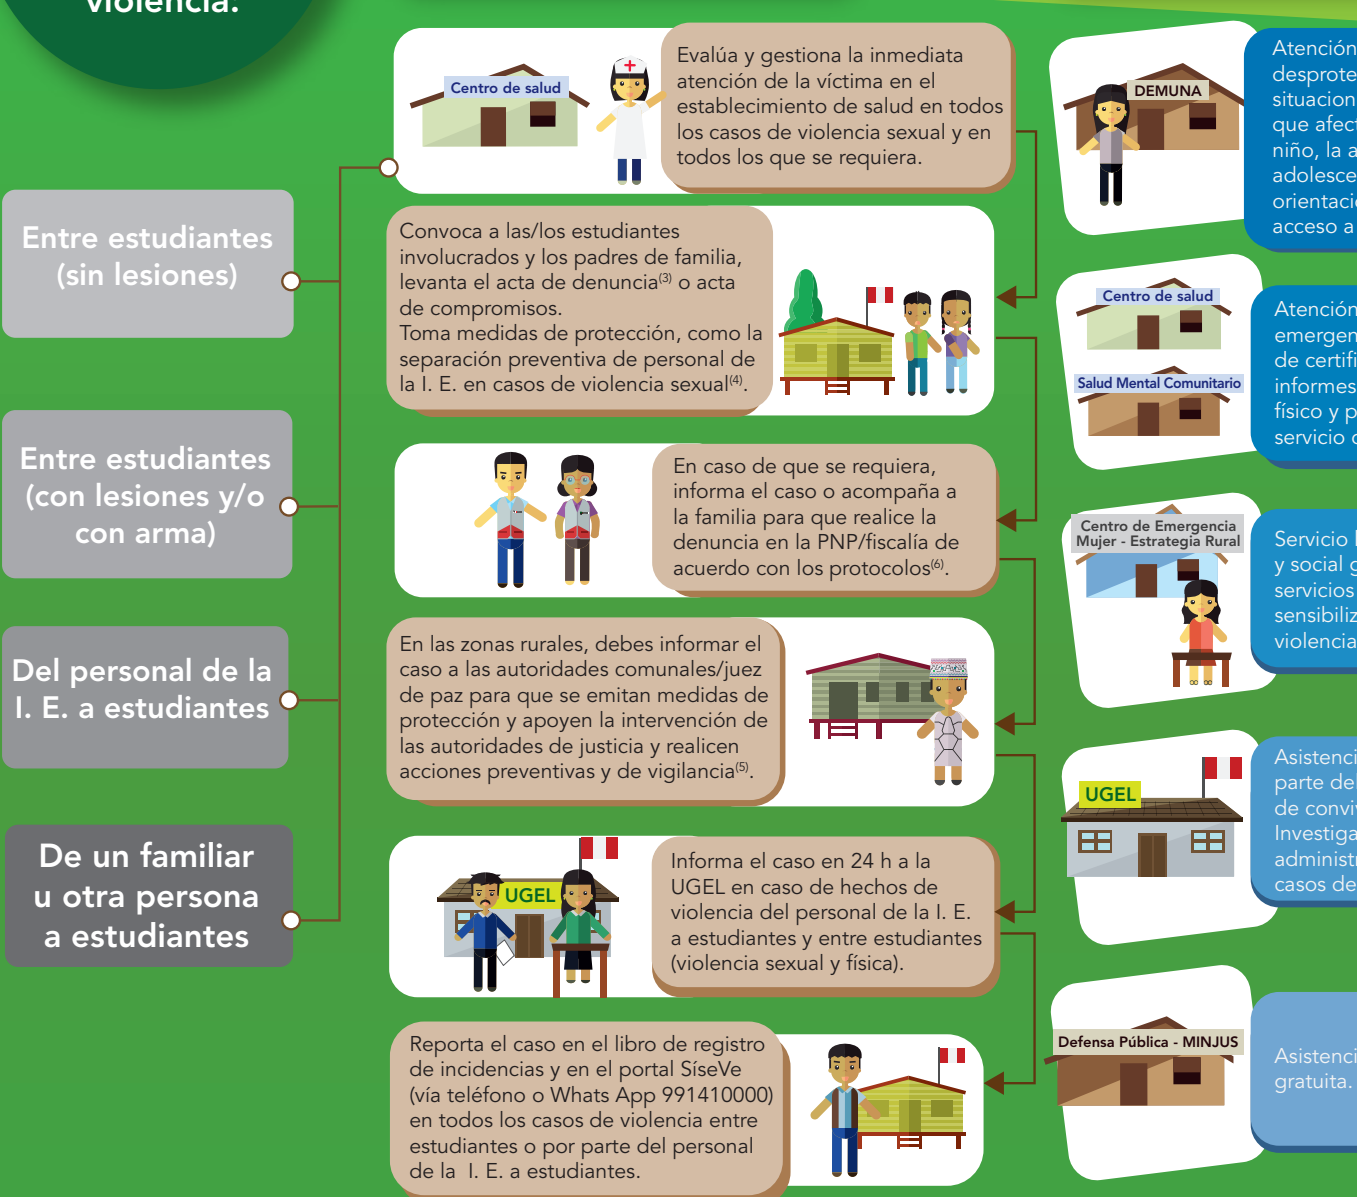 violencia.
Entre estudiantes
(sin lesiones)
Entre estudiantes
(con lesiones y/o
con arma)
Del personal de la
I. E. a estudiantes
De un familiar
u otra persona
a estudiantes
Centro de salud
Evalúa y gestiona la inmediata
atención de la víctima en el
establecimiento de salud en todos
los casos de violencia sexual y en
todos los que se requiera.
Convoca a las/los estudiantes
involucrados y los padres de familia,
levanta el acta de denuncia(3) o acta
de compromisos.
Toma medidas de protección, como la
separación preventiva de personal de
la I. E. en casos de violencia sexual(4).
En caso de que se requiera,
informa el caso o acompaña a
la familia para que realice la
denuncia en la PNP/fiscalía de
acuerdo con los protocolos(6).
En las zonas rurales, debes informar el
caso a las autoridades comunales/juez
de paz para que se emitan medidas de
protección y apoyen la intervención de
las autoridades de justicia y realicen
acciones preventivas y de vigilancia(5).
UGEL
Informa el caso en 24 h a la
UGEL en caso de hechos de
violencia del personal de la I. E.
a estudiantes y entre estudiantes
(violencia sexual y física).
Reporta el caso en el libro de registro
de incidencias y en el portal SíseVe
(vía teléfono o Whats App 991410000)
en todos los casos de violencia entre
estudiantes o por parte del personal
de la I. E. a estudiantes.
DEMUNA
Atención
desprote
situacion
que afect
niño, la a
adolesce
orientaci
acceso a
Centro de salud
Salud Mental Comunitario
Atención
emergen
de certifi
informes
físico y p
servicio
Centro de Emergencia
Mujer - Estrategia Rural
Servicio
y social g
servicios
sensibiliz
violencia
UGEL
Asistenci
parte del
de conviv
Investiga
administr
casos de
Defensa Pública - MINJUS
Asistenci
gratuita.